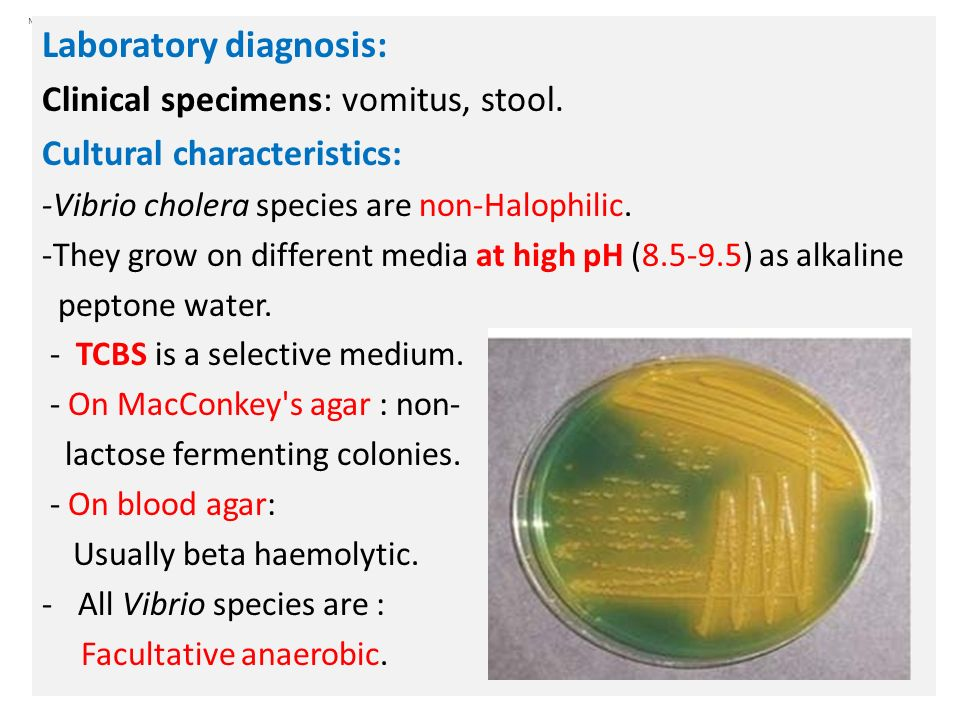 Laboratory diagnosis:
Clinical specimens: vomitus, stool.
Cultural characteristics:
-Vibrio cholera species are non-Halophilic.
-They grow on different media at high pH (8.5-9.5) as alkaline
peptone water.
- TCBS is a selective medium.
- On MacConkey's agar : non-
lactose fermenting colonies.
- On blood agar:
Usually beta haemolytic.
- All Vibrio species are :
Facultative anaerobic.